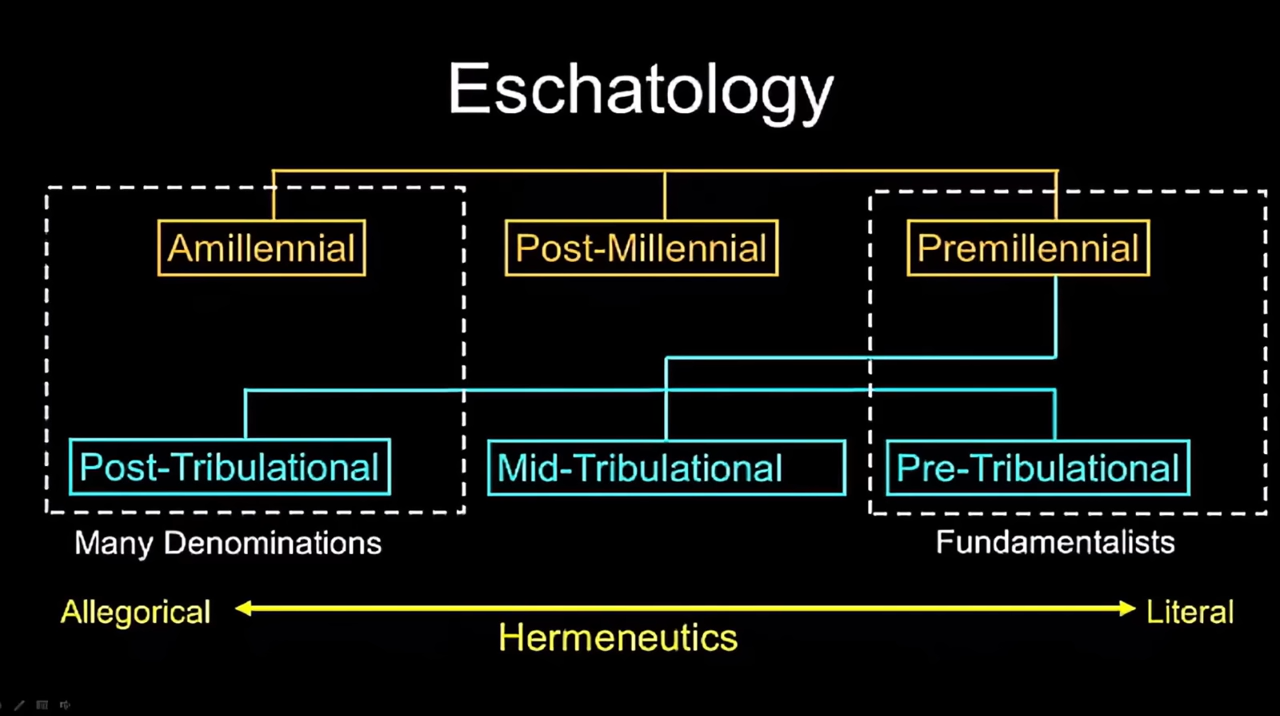 Eschatology
Amillennial
Post-Millennial
Premillennial
Post-Tribulational
Mid-Tribulational
Pre-Tribulational
Many Denominations
Fundamentalists
Allegorical
Literal
Hermeneutics